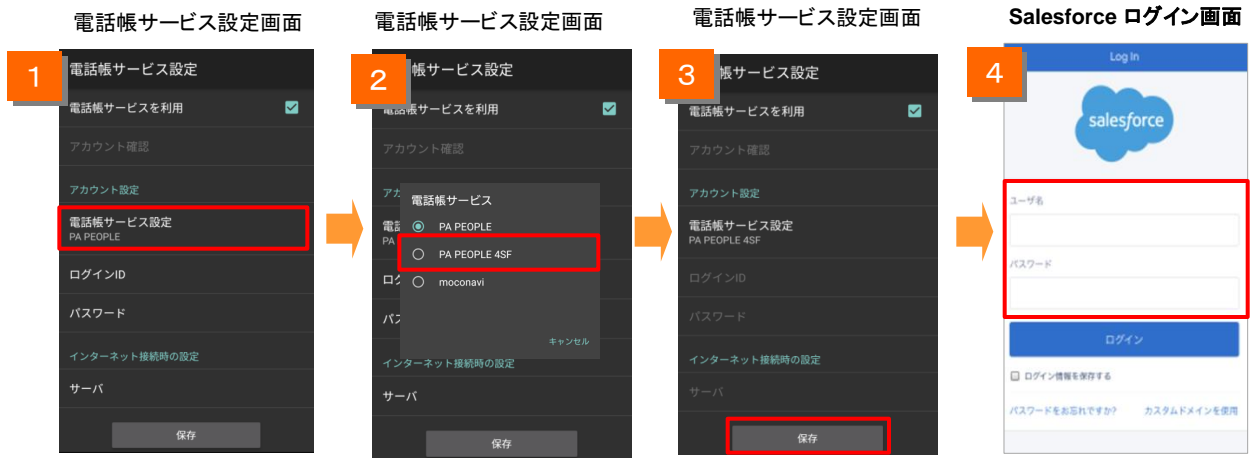 電話帳サービス設定画面
1
電話帳サービス設定
電話帳サービスを利用
アカウント確認
アカウント設定
電話帳サービス設定
PA PEOPLE
ログインID
パスワード
インターネット接続時の設定
サーバ
保存
電話帳サービス設定画面
2
帳サービス設定
電話帳サービスを利用
アカウント確認
アカ
電話帳サービス
電話
PA PEOPLE
PA
PA PEOPLE 4SF
ログ
moconavi
パス
キャンセル
インターネット接続時の設定
サーバ
保存
電話帳サービス設定画面
3
帳サービス設定
電話帳サービスを利用
アカウント確認
アカウント設定
電話帳サービス設定
PA PEOPLE 4SF
ログインID
パスワード
インターネット接続時の設定
サーバ
保存
Salesforce ログイン画面
4
Log In
salesforce
ユーザ名
パスワード
ログイン
ログイン情報を保存する
パスワードをお忘れですか? カスタムドメインを使用